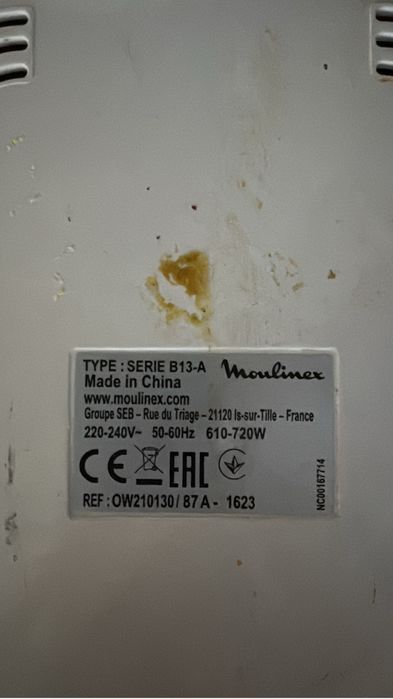 TYPE : SERIE B13-A Moulinex
Made in China
www.moulinex.com
Groupe SEB – Rue du Triage – 21120 Is-sur-Tille – France
220-240V~ 50-60Hz 610-720W
CE EAC
REF : OW210130 / 87 A - 1623
NC00167714